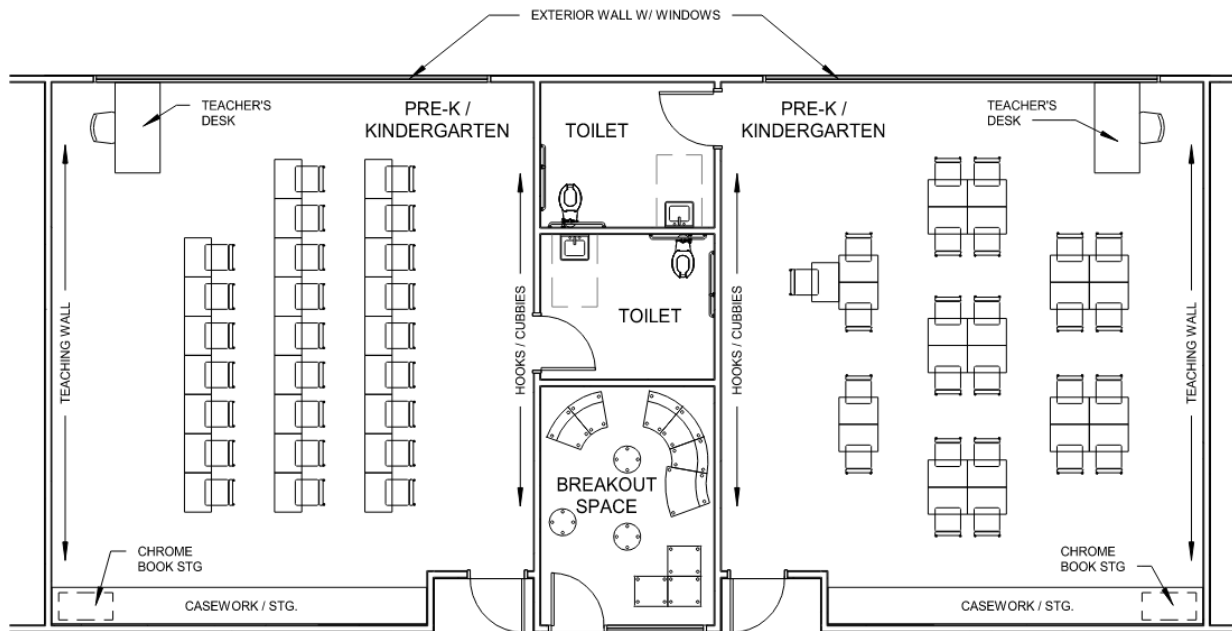 EXTERIOR WALL W/ WINDOWS
TEACHER'S
DESK
PRE-K /
KINDERGARTEN
TOILET
PRE-K /
KINDERGARTEN
TEACHER'S
DESK
TEACHING WALL
HOOKS / CUBBIES
TOILET
HOOKS / CUBBIES
TEACHING WALL
BREAKOUT
SPACE
CHROME
BOOK STG
CASEWORK / STG.
CASEWORK / STG.
CHROME
BOOK STG